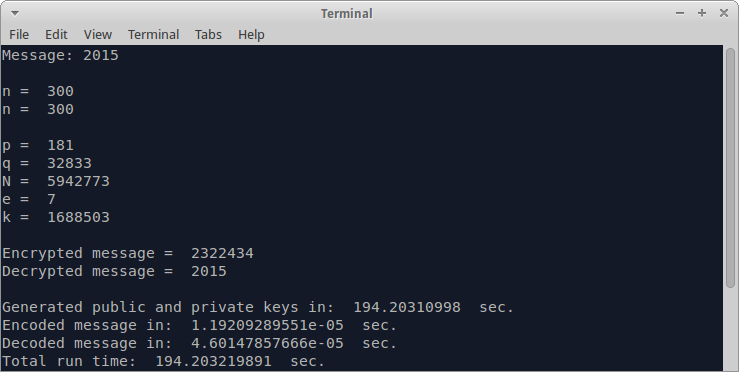 Terminal
File Edit View Terminal Tabs Help
Message: 2015
n = 300
n = 300
p = 181
q = 32833
N = 5942773
e = 7
k = 1688503
Encrypted message = 2322434
Decrypted message = 2015
Generated public and private keys in: 194.20310998 sec.
Encoded message in: 1.19209289551e-05 sec.
Decoded message in: 4.60147857666e-05 sec.
Total run time: 194.203219891 sec.